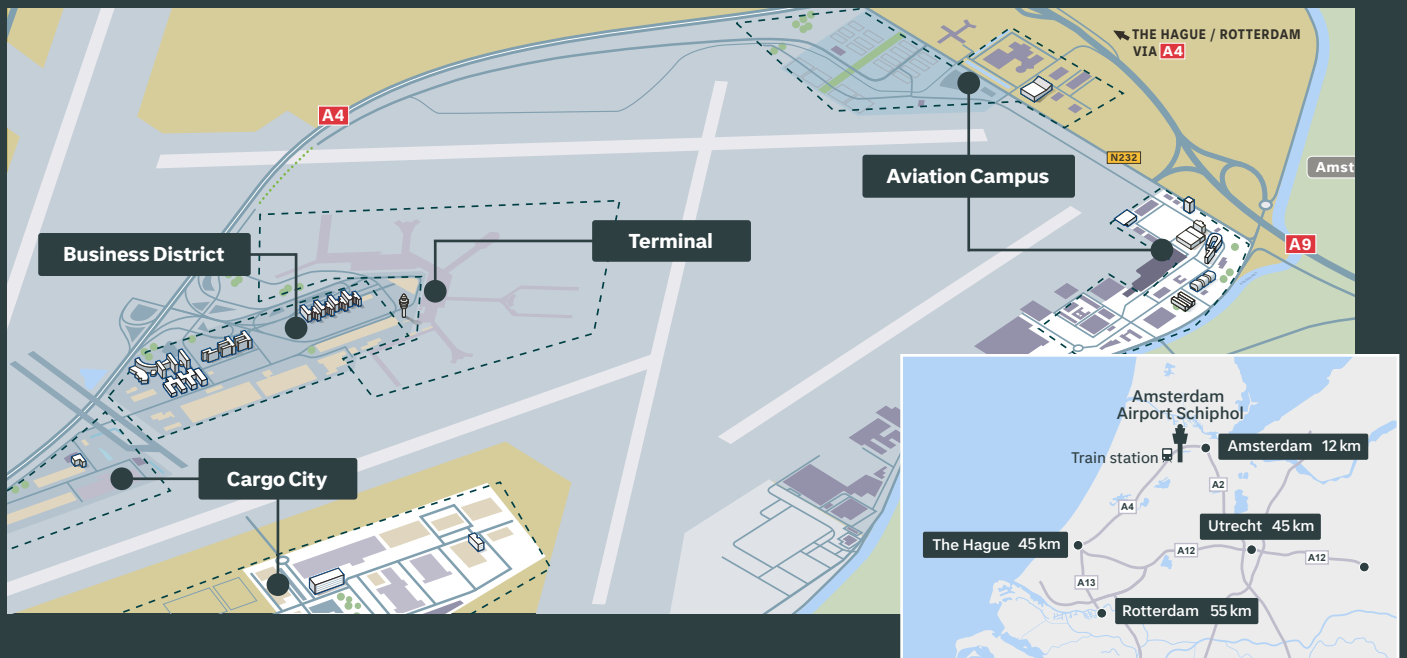 THE HAGUE / ROTTERDAM
VIA A4
A4
N232
Amst
Aviation Campus
Terminal
Business District
A9
Cargo City
Amsterdam
Airport Schiphol
Train station
Amsterdam 12 km
A2
A4
Utrecht 45 km
The Hague 45 km
A12
A12
A13
Rotterdam 55 km